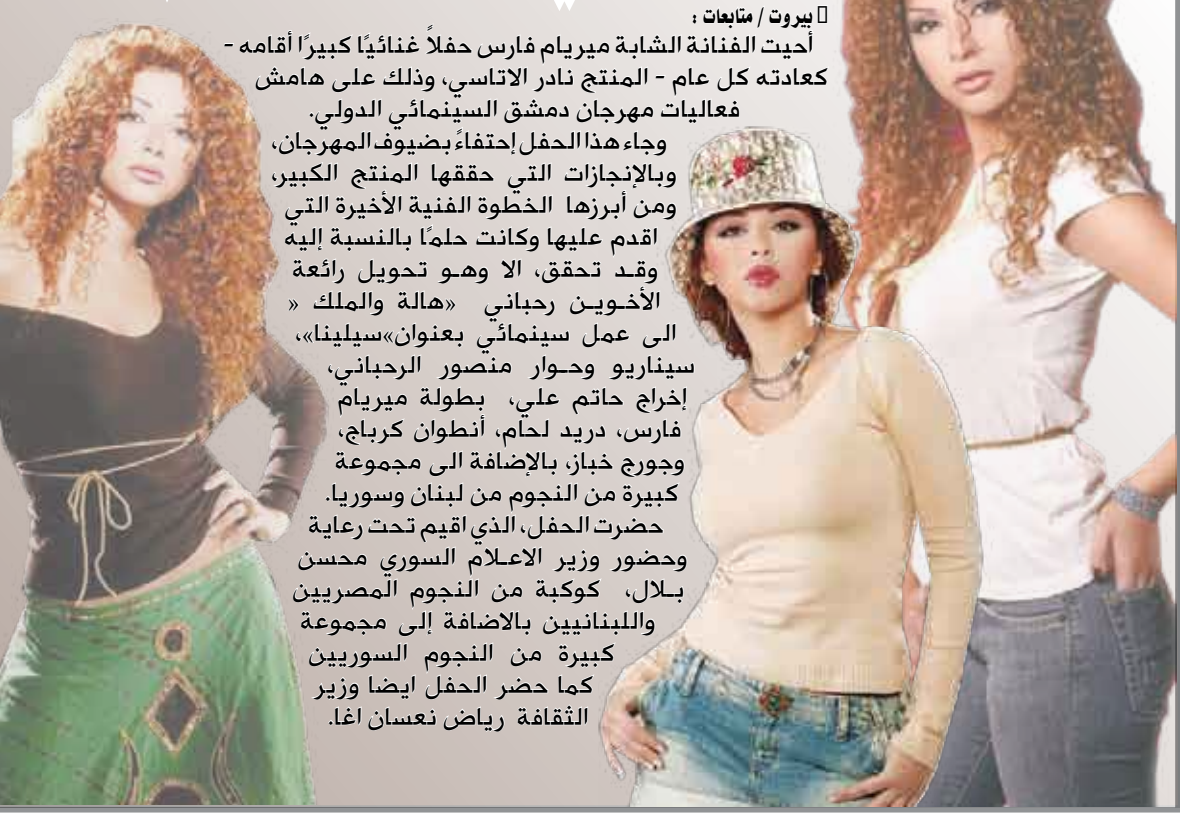 بيروت / متابعات :
أحيت الفنانة الشابة ميريام فارس حفلاً غنائيًا كبيرًا أقامه -
كعادته كل عام - المنتج نادر الاتاسي، وذلك على هامش
فعاليات مهرجان دمشق السينمائي الدولي.
وجاء هذا الحفل إحتفاءً بضيوف المهرجان،
وبالإنجازات التي حققها المنتج الكبير،
ومن أبرزها الخطوة الفنية الأخيرة التي
اقدم عليها وكانت حلمًا بالنسبة إليه
وقد تحقق، الا وهو تحويل رائعة
الأخوين رحباني «هالة والملك «
الى عمل سينمائي بعنوان»سيلينا»،
سيناريو وحوار منصور الرحباني،
إخراج حاتم علي، بطولة ميريام
فارس، دريد لحام، أنطوان كرباج،
وجورج خباز، بالإضافة الى مجموعة
كبيرة من النجوم من لبنان وسوريا.
حضرت الحفل، الذي اقيم تحت رعاية
وحضور وزير الاعلام السوري محسن
بلال، كوكبة من النجوم المصريين
واللبنانيين بالاضافة إلى مجموعة
كبيرة من النجوم السوريين
كما حضر الحفل ايضا وزير
الثقافة رياض نعسان اغا.